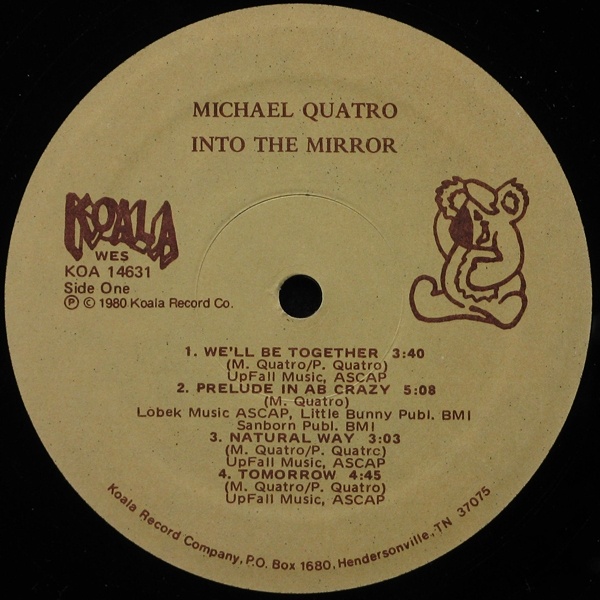 MICHAEL QUATRO
INTO THE MIRROR
KOALA
WES
KOA 14631
Side One
Ⓟ © 1980 Koala Record Co.
1. WE'LL BE TOGETHER 3:40
(M. Quatro/P. Quatro)
UpFall Music, ASCAP
2. PRELUDE IN AB CRAZY 5:08
(M. Quatro)
Lobek Music ASCAP, Little Bunny Publ. BMI
Sanborn Publ. BMI
3. NATURAL WAY 3:03
(M. Quatro/P. Quatrc)
UpFall Music, ASCAP
4. TOMORROW 4:45
(M. Quatro/P. Quatro)
UpFall Music, ASCAP
Koala Record Company, P.O. Box 1680, Hendersonville, TN 37075